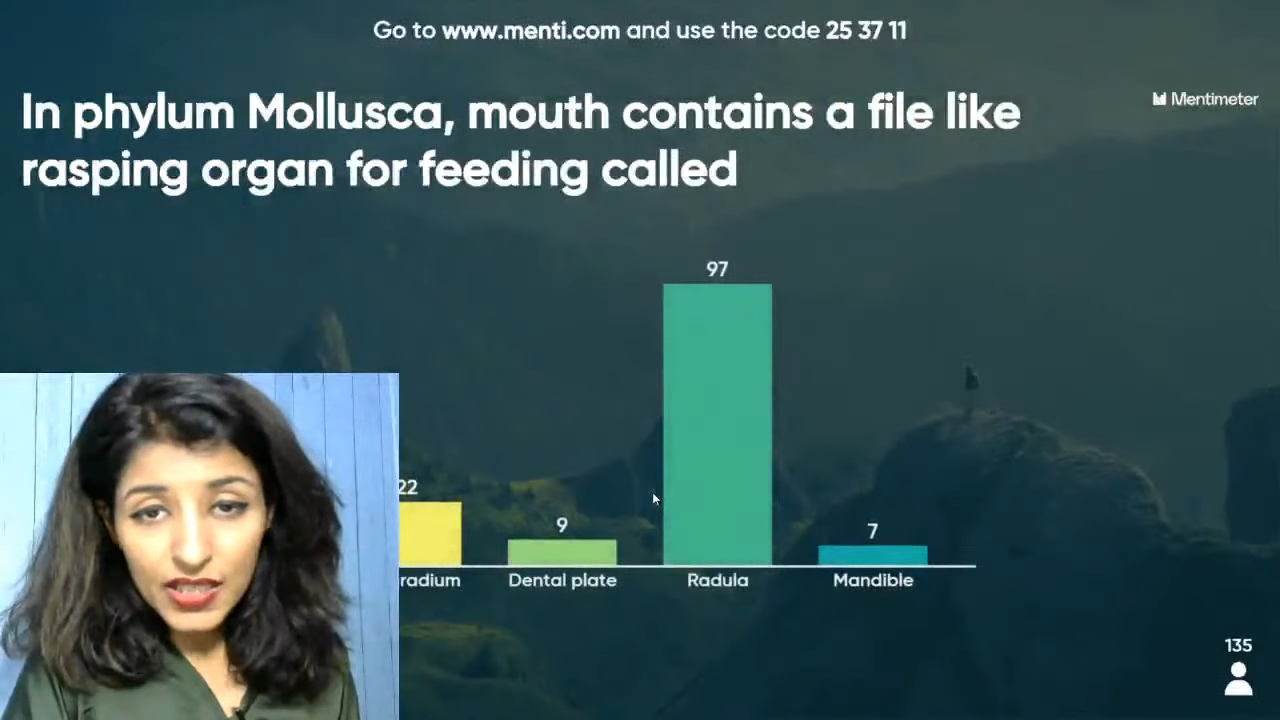 Go to www.menti.com and use the code 25 37 11
Mentimeter
In phylum Mollusca, mouth contains a file like
rasping organ for feeding called
97
22
9
7
radium
Dental plate
Radula
Mandible
135